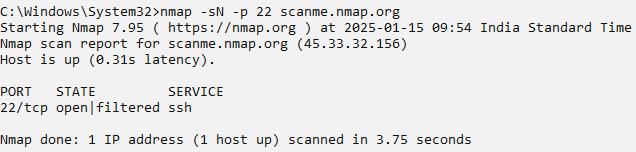 C:\Windows\System32>nmap -sN -p 22 scanme.nmap.org
Starting Nmap 7.95 ( https://nmap.org ) at 2025-01-15 09:54 India Standard Time
Nmap scan report for scanme.nmap.org (45.33.32.156)
Host is up (0.31s latency).
PORT   STATE         SERVICE
22/tcp open|filtered ssh
Nmap done: 1 IP address (1 host up) scanned in 3.75 seconds